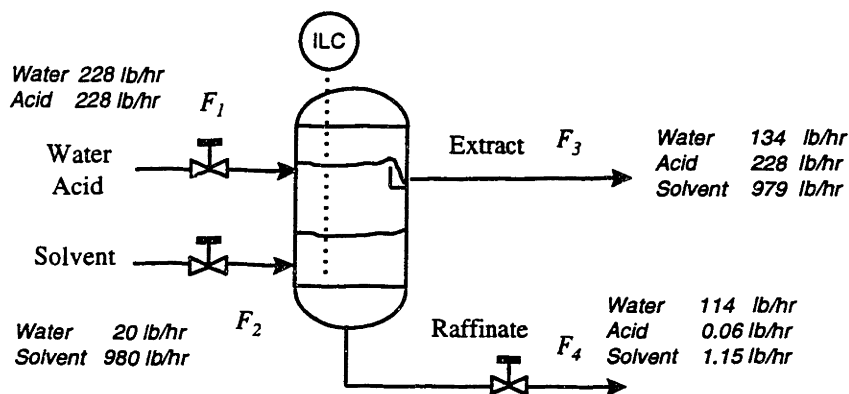 ILC
Water 228 lb/hr
Acid 228 lb/hr
F1
Water
Acid
Extract
F3
Water 134 lb/hr
Acid 228 lb/hr
Solvent 979 lb/hr
Solvent
F2
Water 20 lb/hr
Solvent 980 lb/hr
Raffinate
F4
Water 114 lb/hr
Acid 0.06 lb/hr
Solvent 1.15 lb/hr